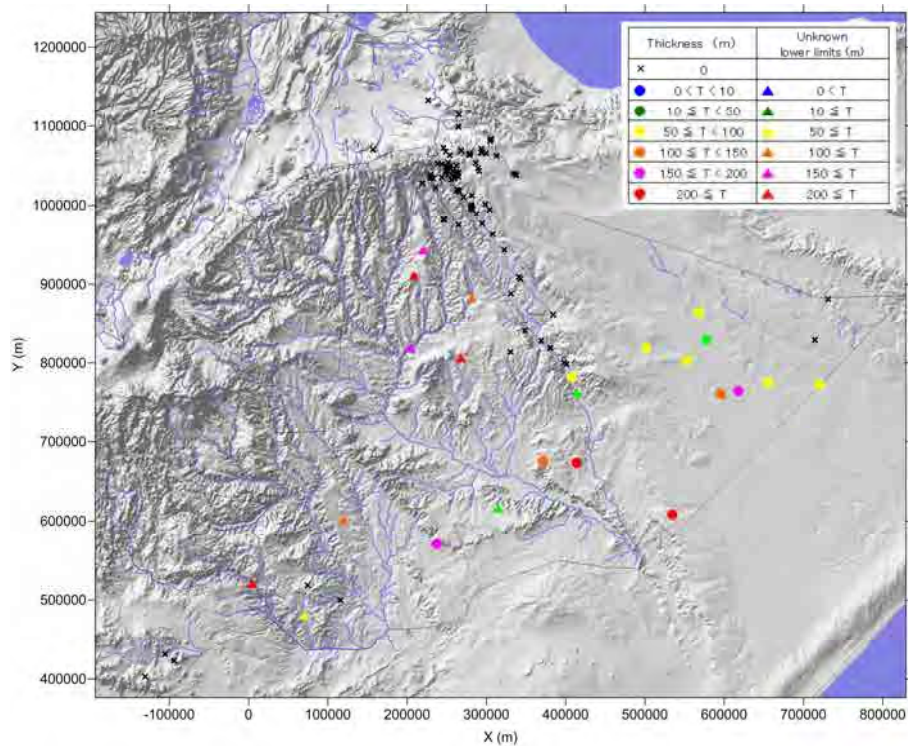 Thickness (m) Unknown lower limits (m)
× 0
0 < T < 10 0 < T
10 ≦ T < 50 10 ≦ T
50 ≦ T < 100 50 ≦ T
100 ≦ T < 150 100 ≦ T
150 ≦ T < 200 150 ≦ T
200 ≦ T 200 ≦ T
1200000
1100000
1000000
900000
800000
700000
600000
500000
400000
Y (m)
-100000 0 100000 200000 300000 400000 500000 600000 700000 800000
X (m)